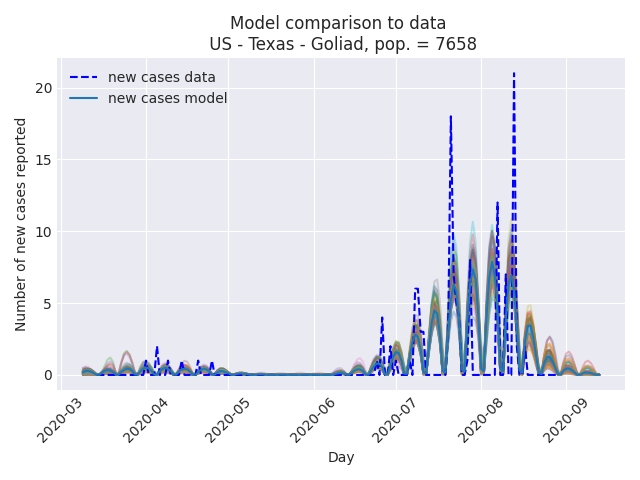 Model comparison to data
US - Texas - Goliad, pop. = 7658
new cases data
new cases model
Number of new cases reported
20
15
10
5
0
2020-03
2020-04
2020-05
2020-06
2020-07
2020-08
2020-09
Day